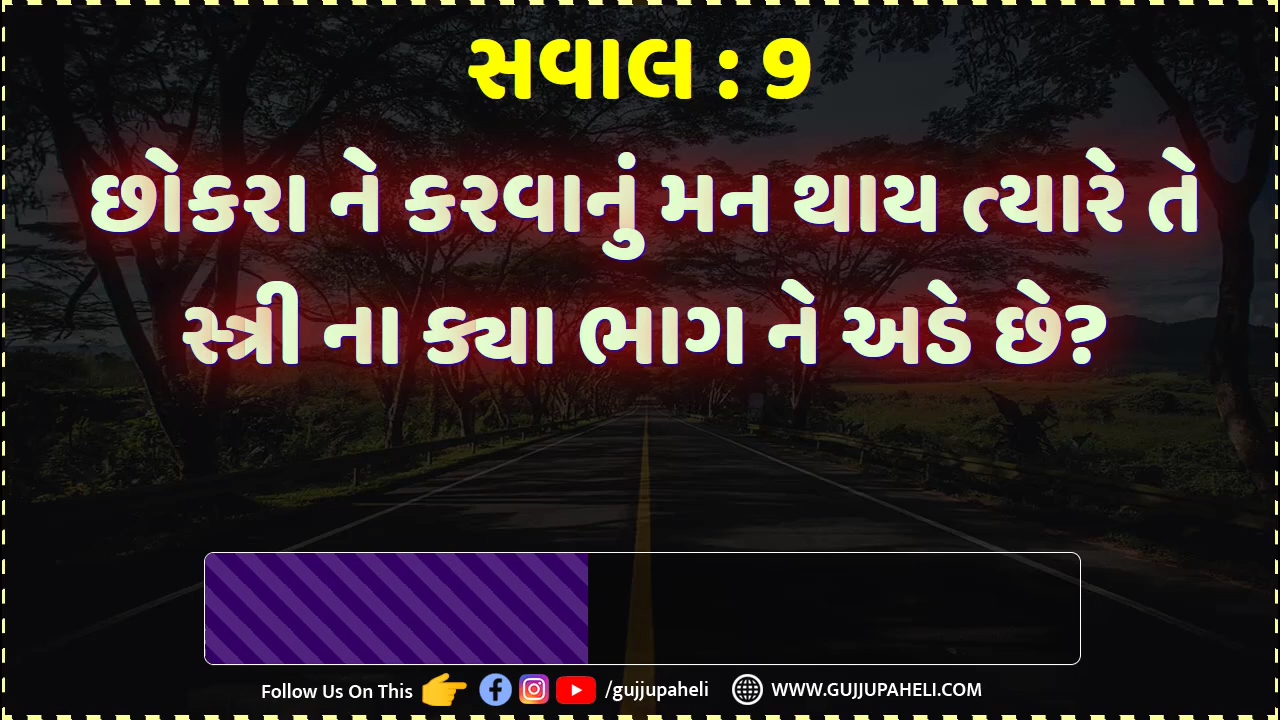 સવાલ : 9
છોકરા ને કરવાનું મન થાય ત્યારે તે
સ્ત્રી ના ક્યા ભાગ ને અડે છે?
Follow Us On This /gujjupaheli WWW.GUJJUPAHELI.COM